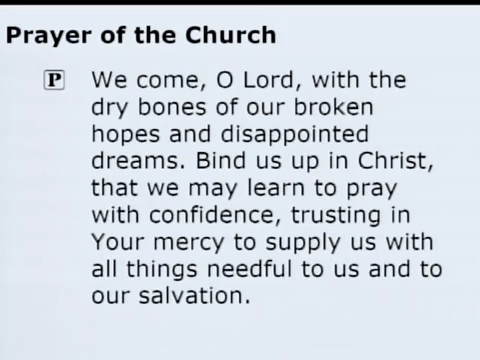 Prayer of the Church
P We come, O Lord, with the
dry bones of our broken
hopes and disappointed
dreams. Bind us up in Christ,
that we may learn to pray
with confidence, trusting in
Your mercy to supply us with
all things needful to us and to
our salvation.